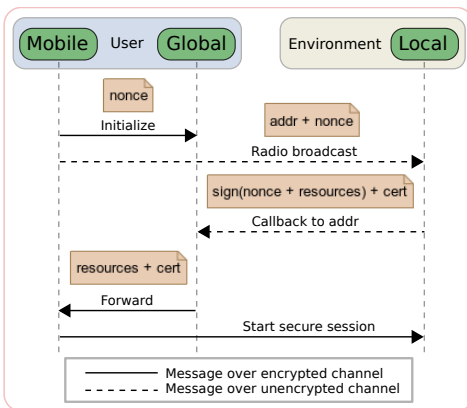 Mobile User Global Environment Local
nonce
Initialize
addr + nonce
Radio broadcast
sign(nonce + resources) + cert
Callback to addr
resources + cert
Forward
Start secure session
Message over encrypted channel
Message over unencrypted channel